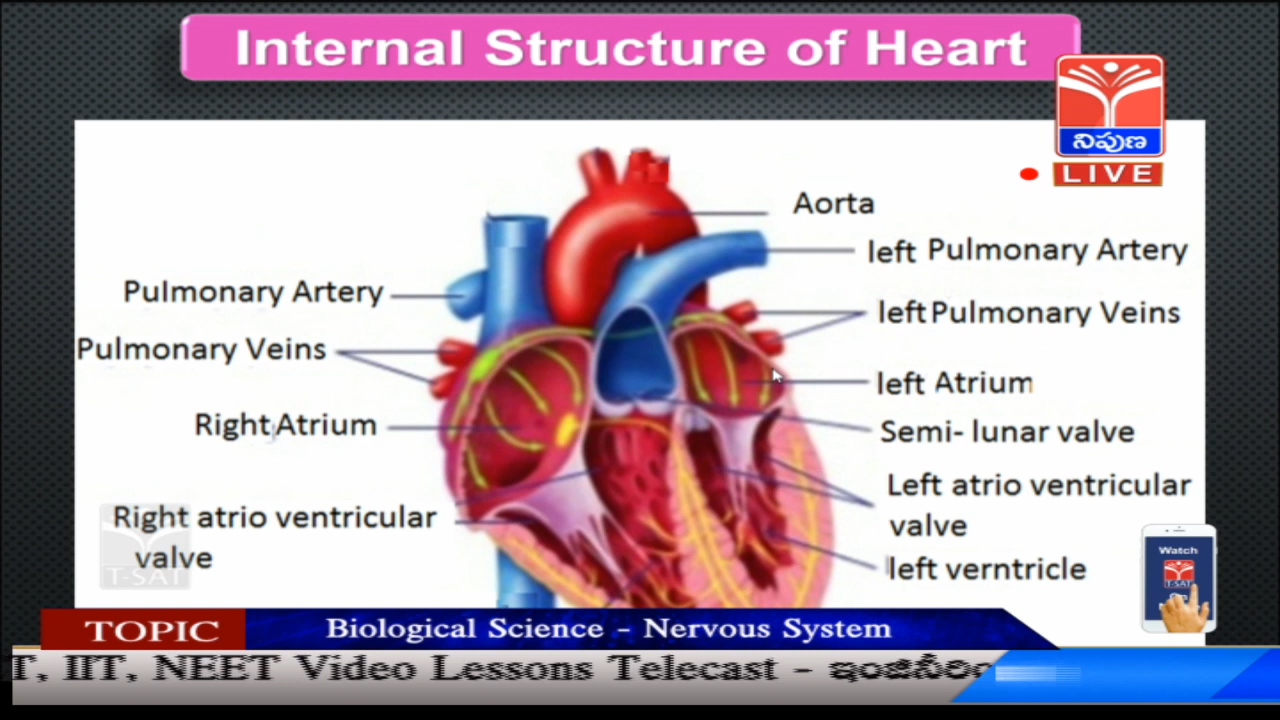 Internal Structure of Heart
నిపుణ
LIVE
Aorta
left Pulmonary Artery
Pulmonary Artery
left Pulmonary Veins
Pulmonary Veins
left Atrium
Right Atrium
Semi- lunar valve
Left atrio ventricular
valve
Right atrio ventricular
valve
left verntricle
T-SAT
Watch
T-SAT
TOPIC
Biological Science - Nervous System
T, IIT, NEET Video Lessons Telecast -